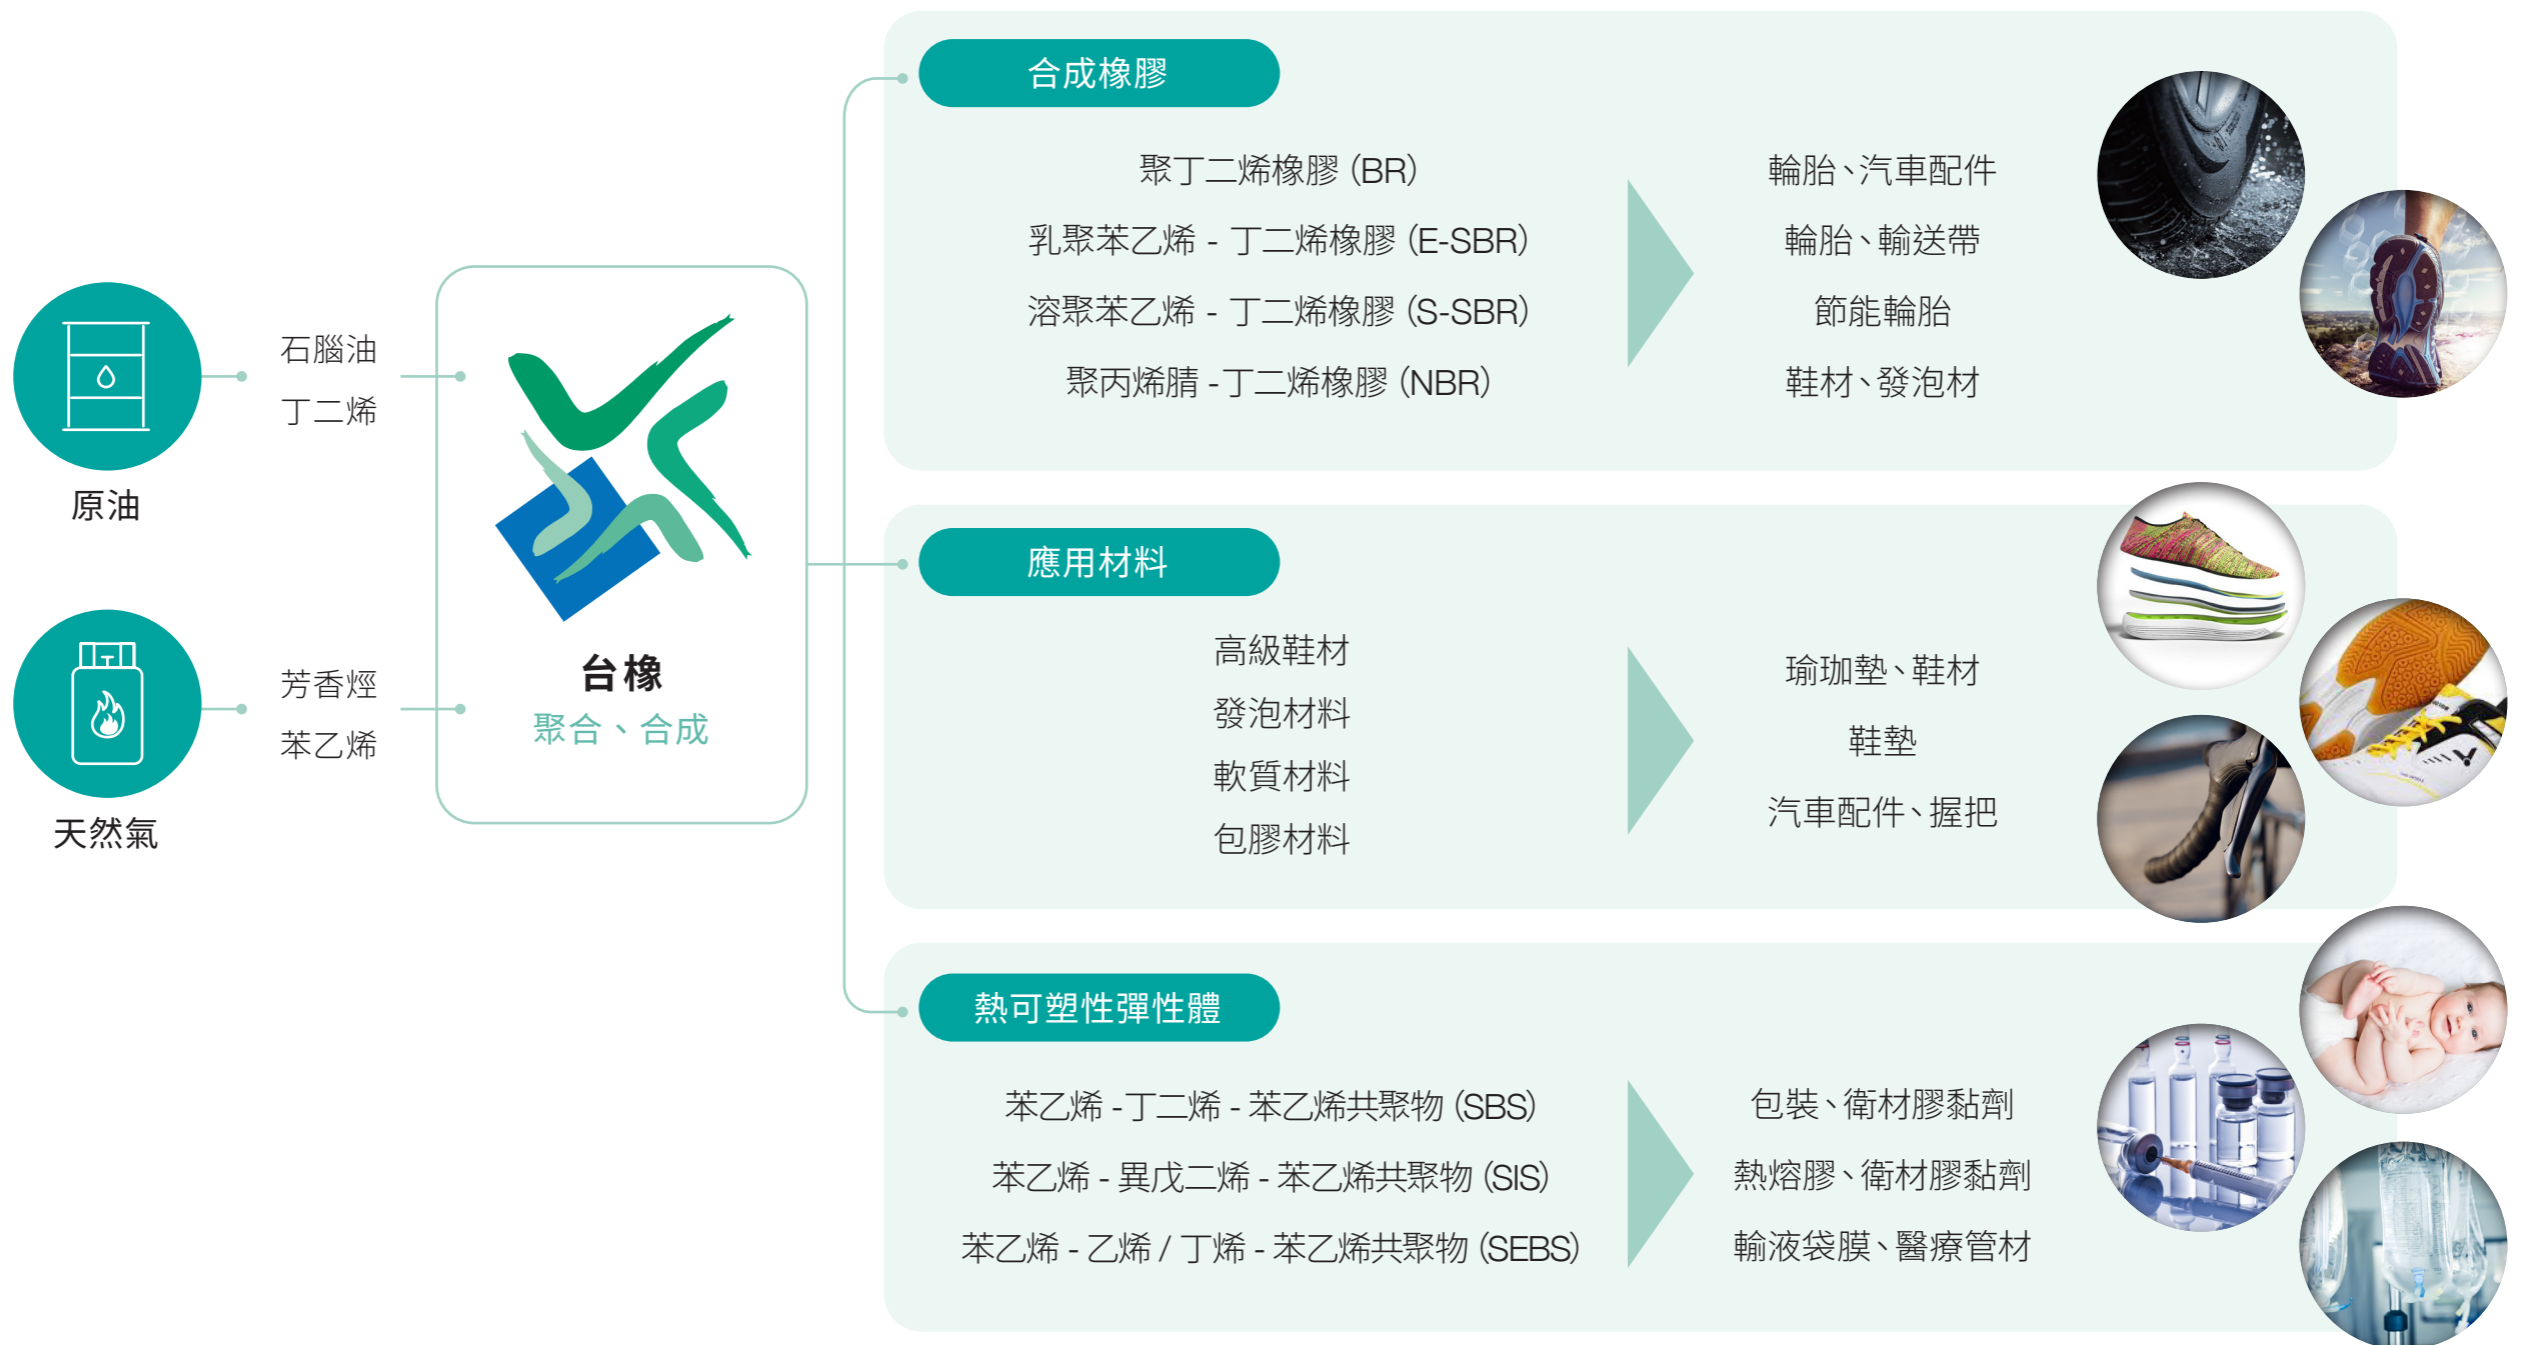 原油
石腦油
丁二烯
天然氣
芳香烴
苯乙烯
台橡
聚合、合成
合成橡膠
聚丁二烯橡膠 (BR)
輪胎、汽車配件
乳聚苯乙烯 - 丁二烯橡膠 (E-SBR)
輪胎、輸送帶
溶聚苯乙烯 - 丁二烯橡膠 (S-SBR)
節能輪胎
聚丙烯腈 -丁二烯橡膠 (NBR)
鞋材、發泡材
應用材料
高級鞋材
發泡材料
軟質材料
包膠材料
瑜珈墊、鞋材
鞋墊
汽車配件、握把
熱可塑性彈性體
苯乙烯 -丁二烯 - 苯乙烯共聚物 (SBS)
包裝、衛材膠黏劑
苯乙烯 - 異戊二烯 - 苯乙烯共聚物 (SIS)
熱熔膠、衛材膠黏劑
苯乙烯 - 乙烯 / 丁烯 - 苯乙烯共聚物 (SEBS)
輸液袋膜、醫療管材